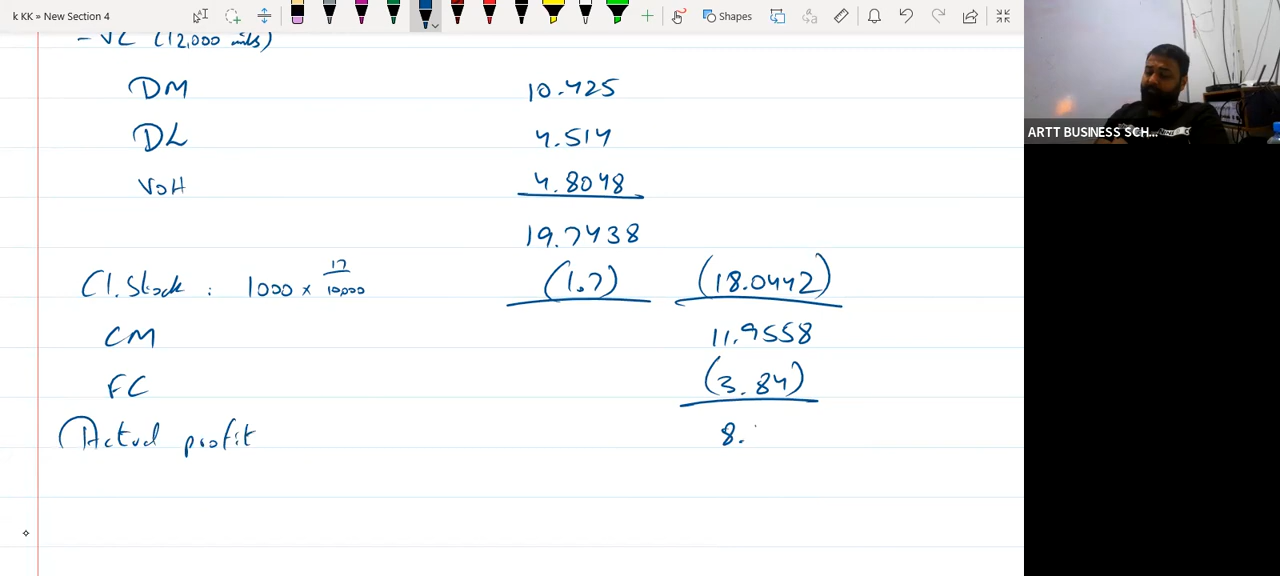 k KK » New Section 4
Shapes
- VC (12,000 units)
DM 10.425
DL 4.514
VOH 4.8048
19.7438
Cl. Stock : 1000 × 17/10,000 (1.7) (18.0442)
CM 11.9558
FC (3.84)
Actual profit 8.
ARTT BUSINESS SCH...